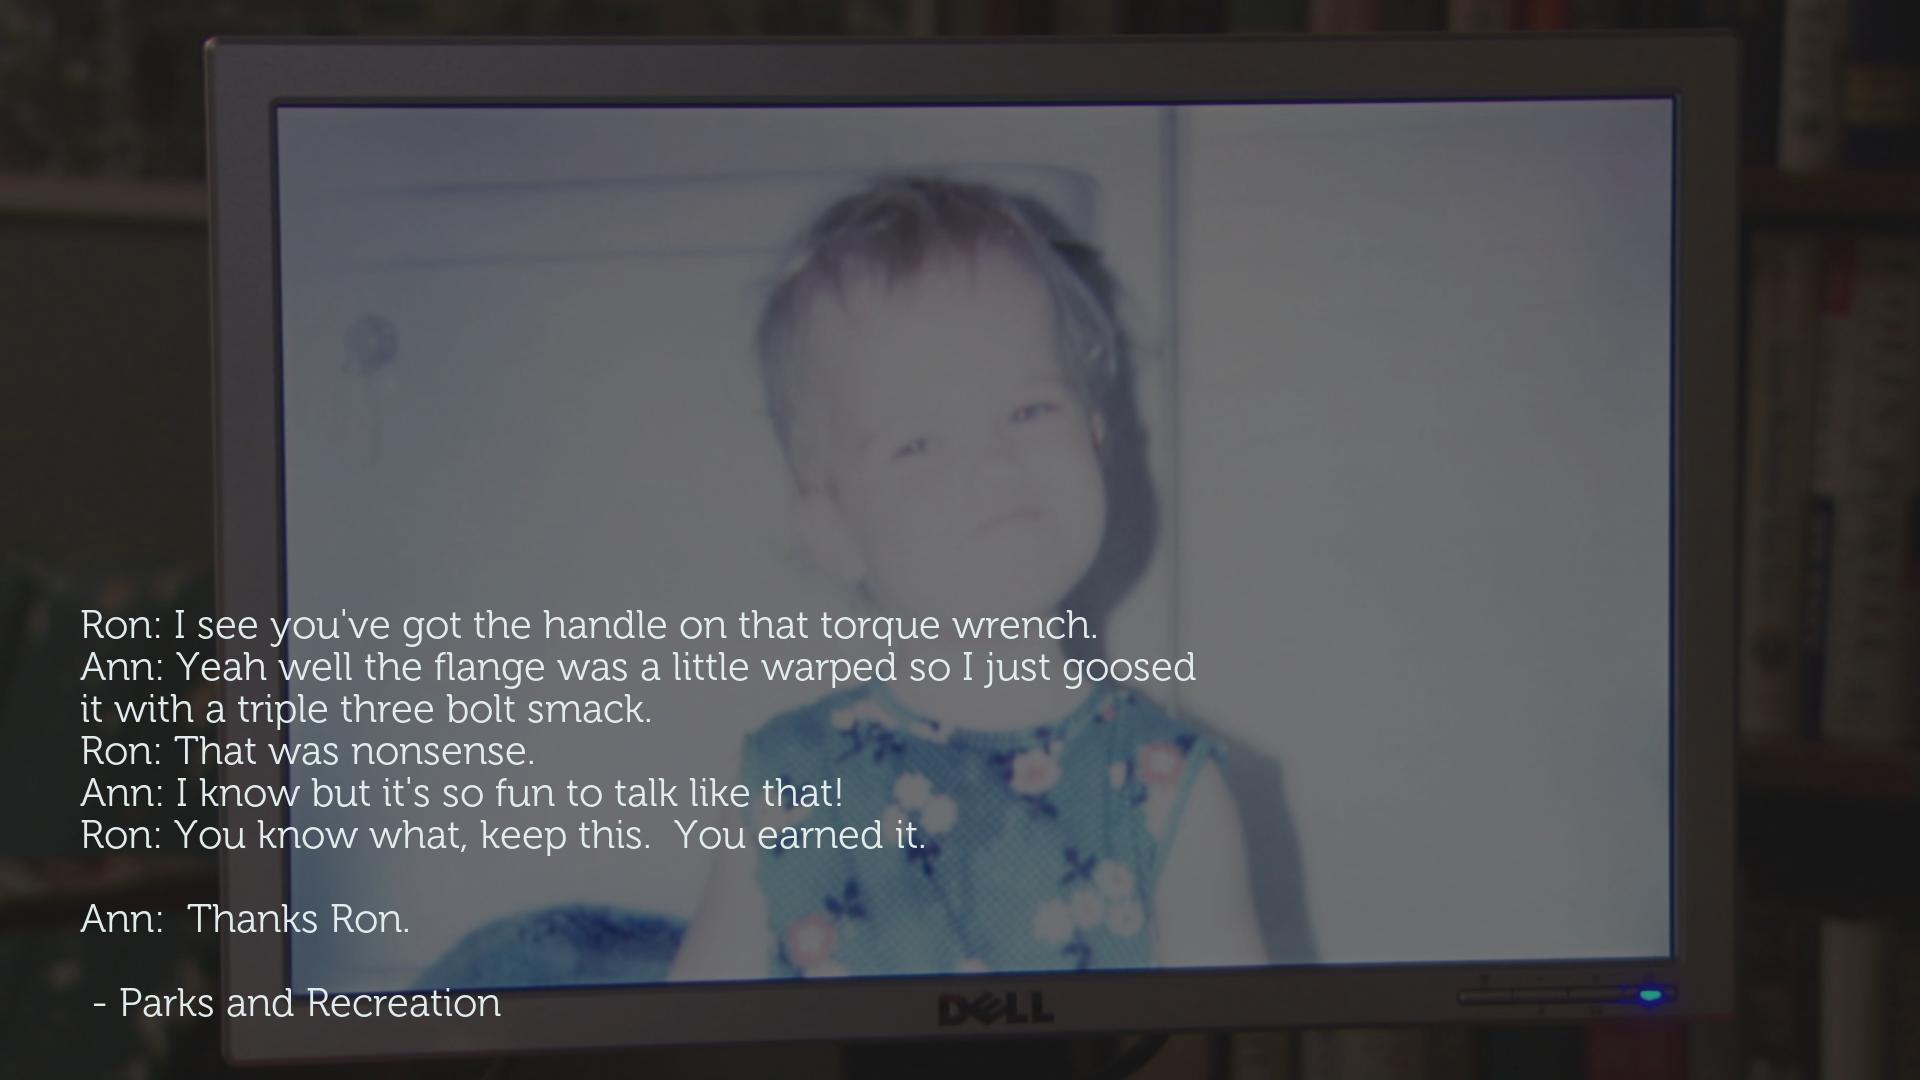 Ron: I see you've got the handle on that torque wrench.
Ann: Yeah well the flange was a little warped so I just goosed
it with a triple three bolt smack.
Ron: That was nonsense.
Ann: I know but it's so fun to talk like that!
Ron: You know what, keep this.  You earned it.
Ann:  Thanks Ron.
- Parks and Recreation
DELL